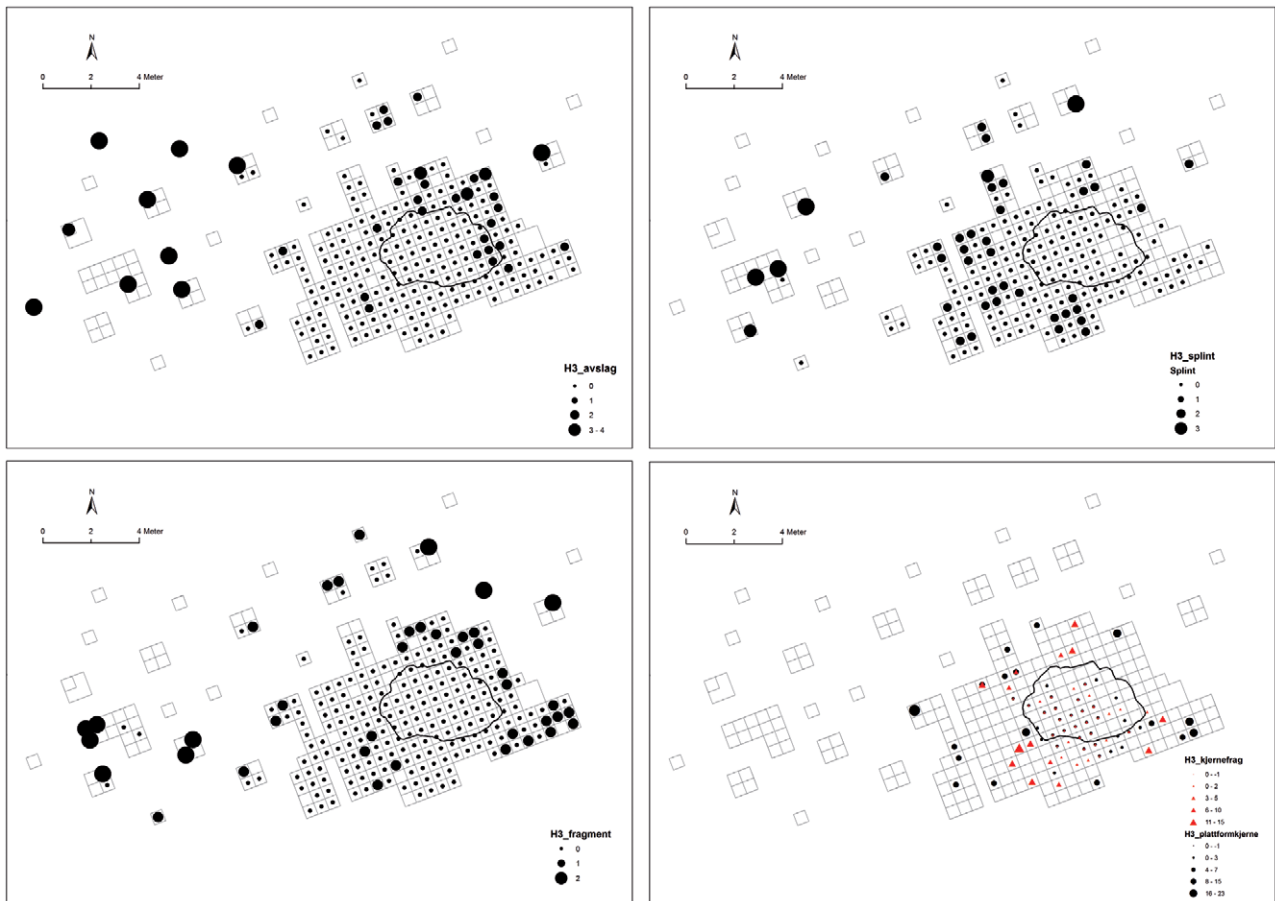 N
0 2 4 Meter
H3_avslag
0
1
2
3 - 4
N
0 2 4 Meter
H3_splint
Splint
0
1
2
3
N
0 2 4 Meter
H3_fragment
0
1
2
N
0 2 4 Meter
H3_kjernefrag
0 - -1
0 - 2
3 - 5
6 - 10
11 - 15
H3_plattformkjerne
0 - -1
0 - 3
4 - 7
8 - 15
16 - 23